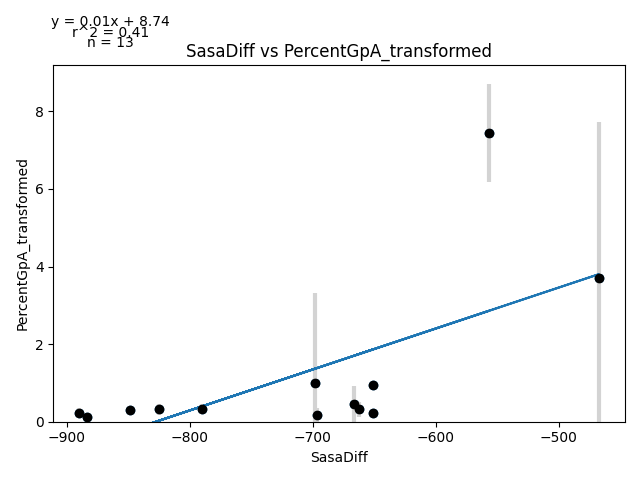 y = 0.01x + 8.74
r^2 = 0.41
n = 13
SasaDiff vs PercentGpA_transformed
PercentGpA_transformed
8
6
4
2
0
−900
−800
−700
−600
−500
SasaDiff